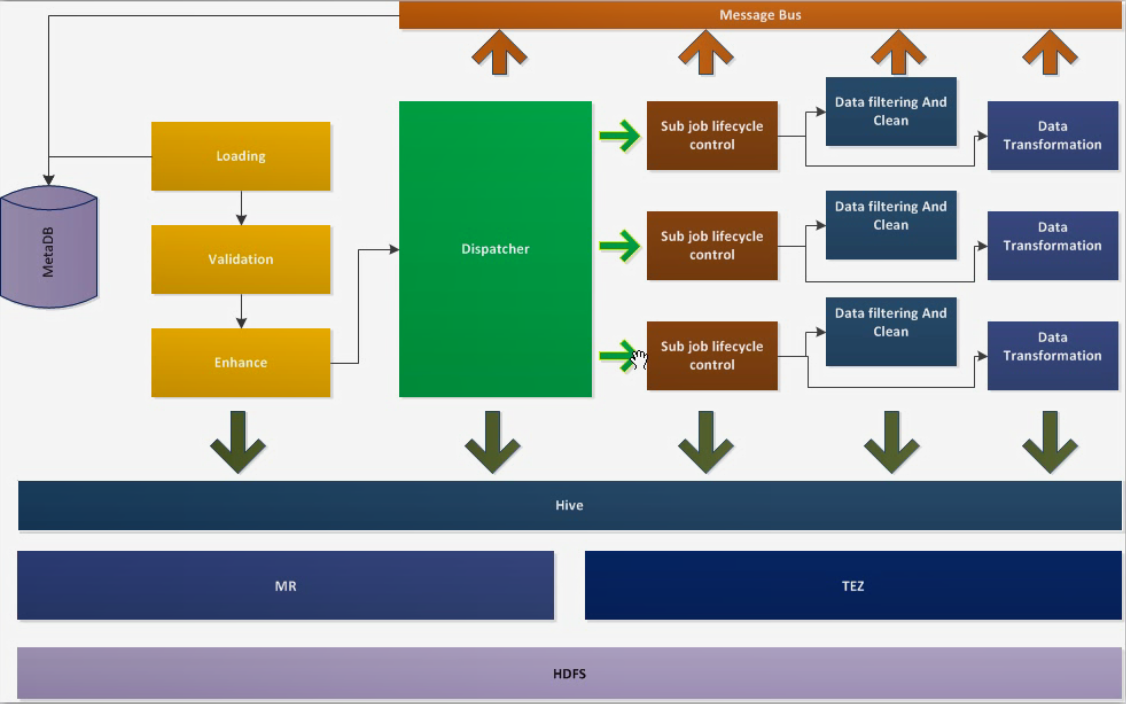 Message Bus
Loading
Validation
Enhance
MetaDB
Dispatcher
Sub job lifecycle
control
Data filtering And
Clean
Data
Transformation
Sub job lifecycle
control
Data filtering And
Clean
Data
Transformation
Sub job lifecycle
control
Data filtering And
Clean
Data
Transformation
Hive
MR
TEZ
HDFS